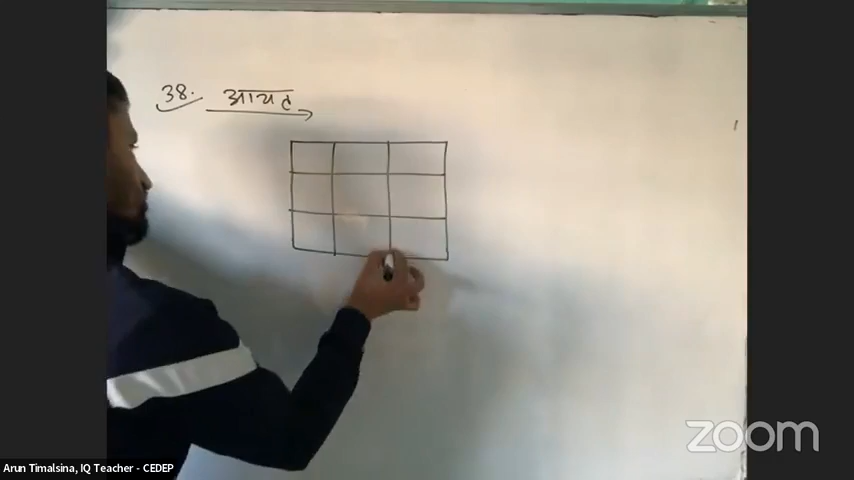 38. आयत
zoom
Arun Timalsina, IQ Teacher - CEDEP